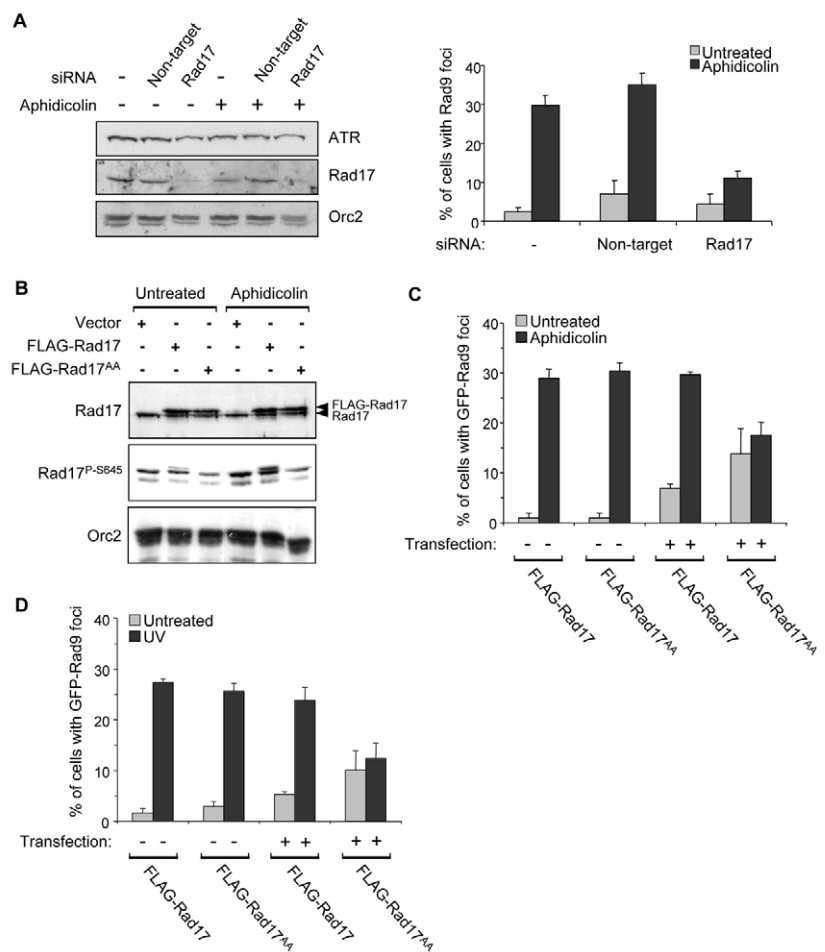 A
siRNA - Non-target Rad17 - Non-target Rad17
Aphidicolin - - - + + +
ATR
Rad17
Orc2
Untreated
Aphidicolin
% of cells with Rad9 foci
40
30
20
10
0
siRNA: - Non-target Rad17
B
Untreated Aphidicolin
Vector + - - + - -
FLAG-Rad17 - + - - + -
FLAG-Rad17AA - - + - - +
Rad17
FLAG-Rad17
Rad17
Rad17P-S645
Orc2
C
Untreated
Aphidicolin
% of cells with GFP-Rad9 foci
40
30
20
10
0
Transfection: - - - - + + + +
FLAG-Rad17 FLAG-Rad17AA FLAG-Rad17 FLAG-Rad17AA
D
Untreated
UV
% of cells with GFP-Rad9 foci
40
30
20
10
0
Transfection: - - - - + + + +
FLAG-Rad17 FLAG-Rad17AA FLAG-Rad17 FLAG-Rad17AA